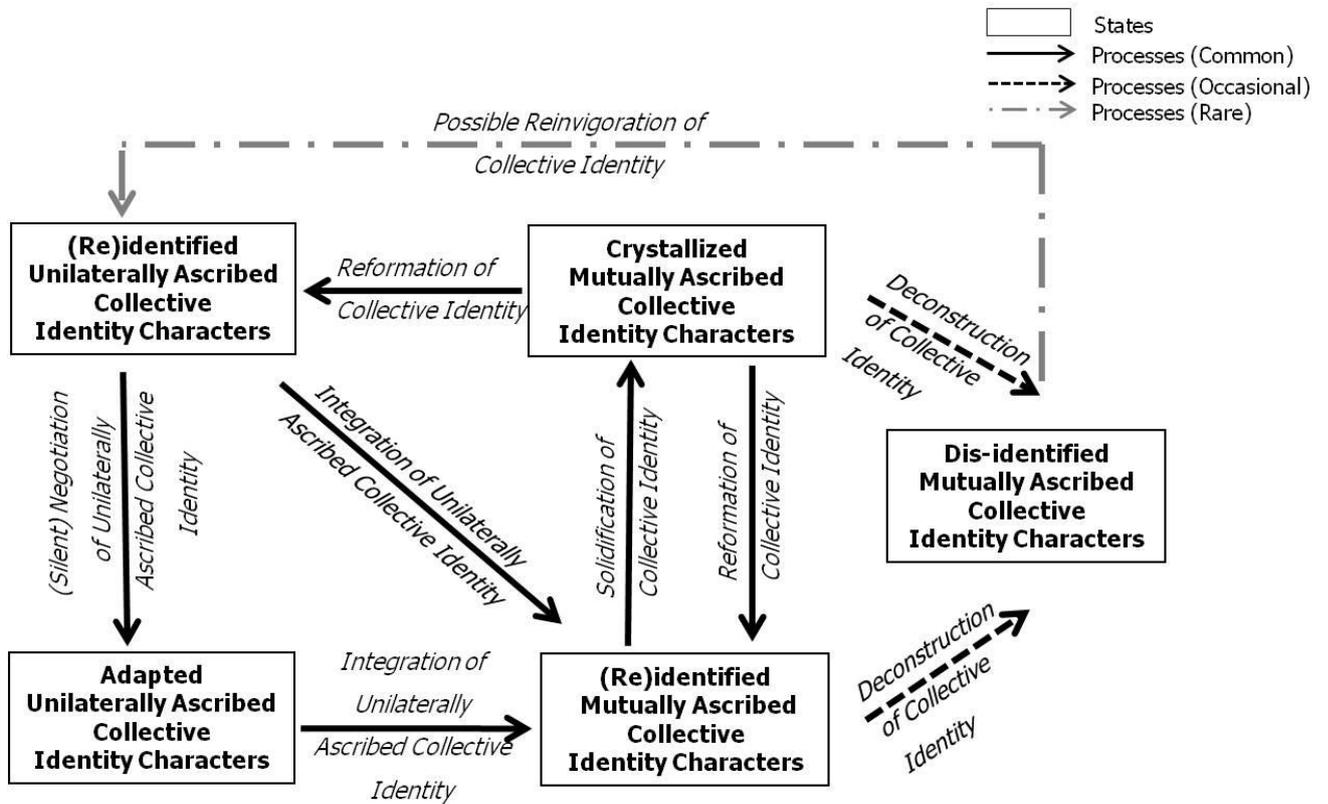 States
Processes (Common)
Processes (Occasional)
Processes (Rare)
Possible Reinvigoration of
Collective Identity
(Re)identified
Unilaterally Ascribed
Collective
Identity Characters
Reformation of
Collective Identity
Crystallized
Mutually Ascribed
Collective
Identity Characters
Deconstruction
of Collective
Identity
(Silent) Negotiation
of Unilaterally
Ascribed Collective
Identity
Integration of Unilaterally
Ascribed Collective Identity
Solidification of
Collective Identity
Reformation of
Collective Identity
Dis-identified
Mutually Ascribed
Collective
Identity Characters
Adapted
Unilaterally Ascribed
Collective
Identity Characters
Integration of
Unilaterally
Ascribed Collective
Identity
(Re)identified
Mutually Ascribed
Collective
Identity Characters
Deconstruction
of Collective
Identity